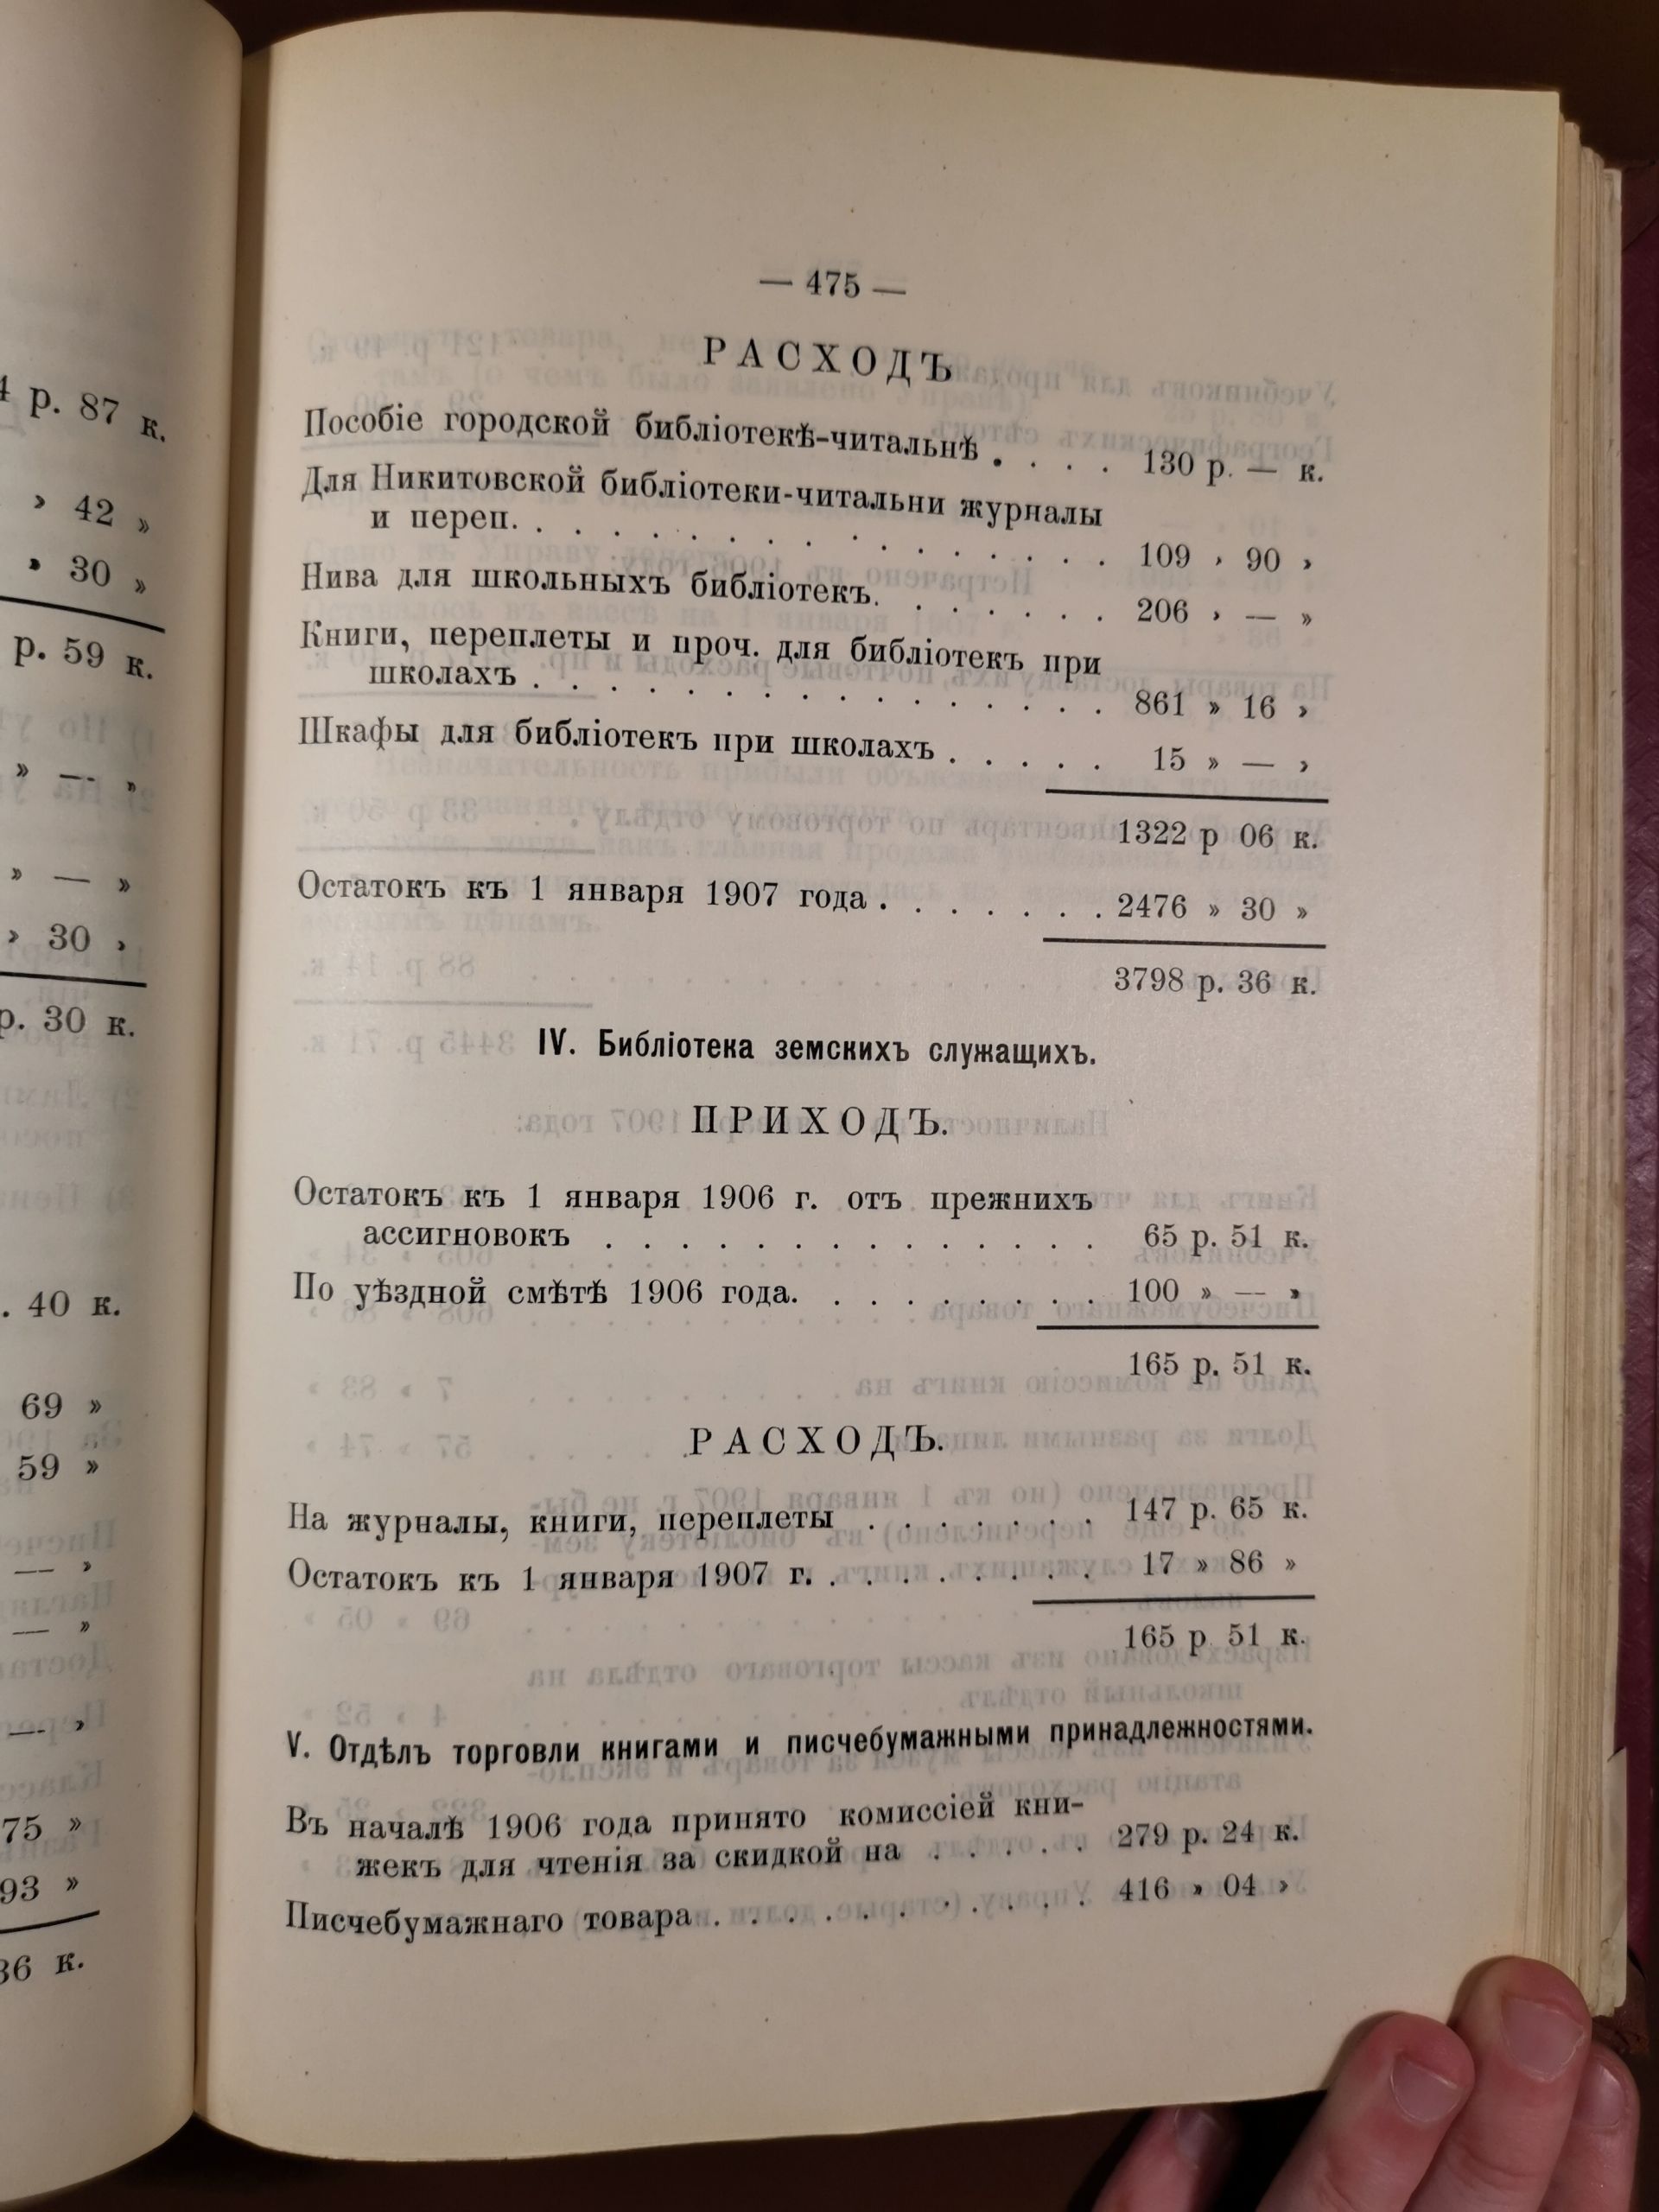 4 р. 87 к.
› 42 »
› 30 »
р. 59 к.
» — »
» — »
› 30 ›
р. 30 к.
. 40 к.
69 »
59 »
— ›
— »
— ›
75 »
93 »
36 к.
— 475 —
РАСХОДЪ
Пособіе городской библіотекѣ-читальнѣ . . . . 130 р. — к.
Для Никитовской библіотеки-читальни журналы
и переп. . . . . . . . . . . . . . . . . 109 › 90 ›
Нива для школьныхъ библіотекъ. . . . . . . 206 › — »
Книги, переплеты и проч. для библіотекъ при
школахъ . . . . . . . . . . . . . . . . 861 » 16 ›
Шкафы для библіотекъ при школахъ . . . . . 15 » — ›
1322 р 06 к.
Остатокъ къ 1 января 1907 года . . . . . . . 2476 » 30 »
3798 р. 36 к.
IV. Библіотека земскихъ служащихъ.
ПРИХОДЪ.
Остатокъ къ 1 января 1906 г. отъ прежнихъ
ассигновокъ . . . . . . . . . . . . . . 65 р. 51 к.
По уѣздной смѣтѣ 1906 года. . . . . . . . . 100 » — »
165 р. 51 к.
РАСХОДЪ.
На журналы, книги, переплеты . . . . . . . 147 р. 65 к.
Остатокъ къ 1 января 1907 г. . . . . . . . . 17 » 86 »
165 р 51 к.
V. Отдѣлъ торговли книгами и писчебумажными принадлежностями.
Въ началѣ 1906 года принято комиссіей кни-
жекъ для чтенія за скидкой на . . . . . 279 р. 24 к.
Писчебумажнаго товара . . . . . . . . . . . 416 » 04 ›